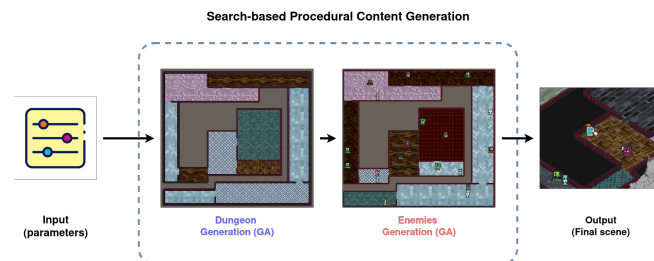 Search-based Procedural Content Generation
Input
(parameters)
Dungeon
Generation (GA)
Enemies
Generation (GA)
Output
(Final scene)